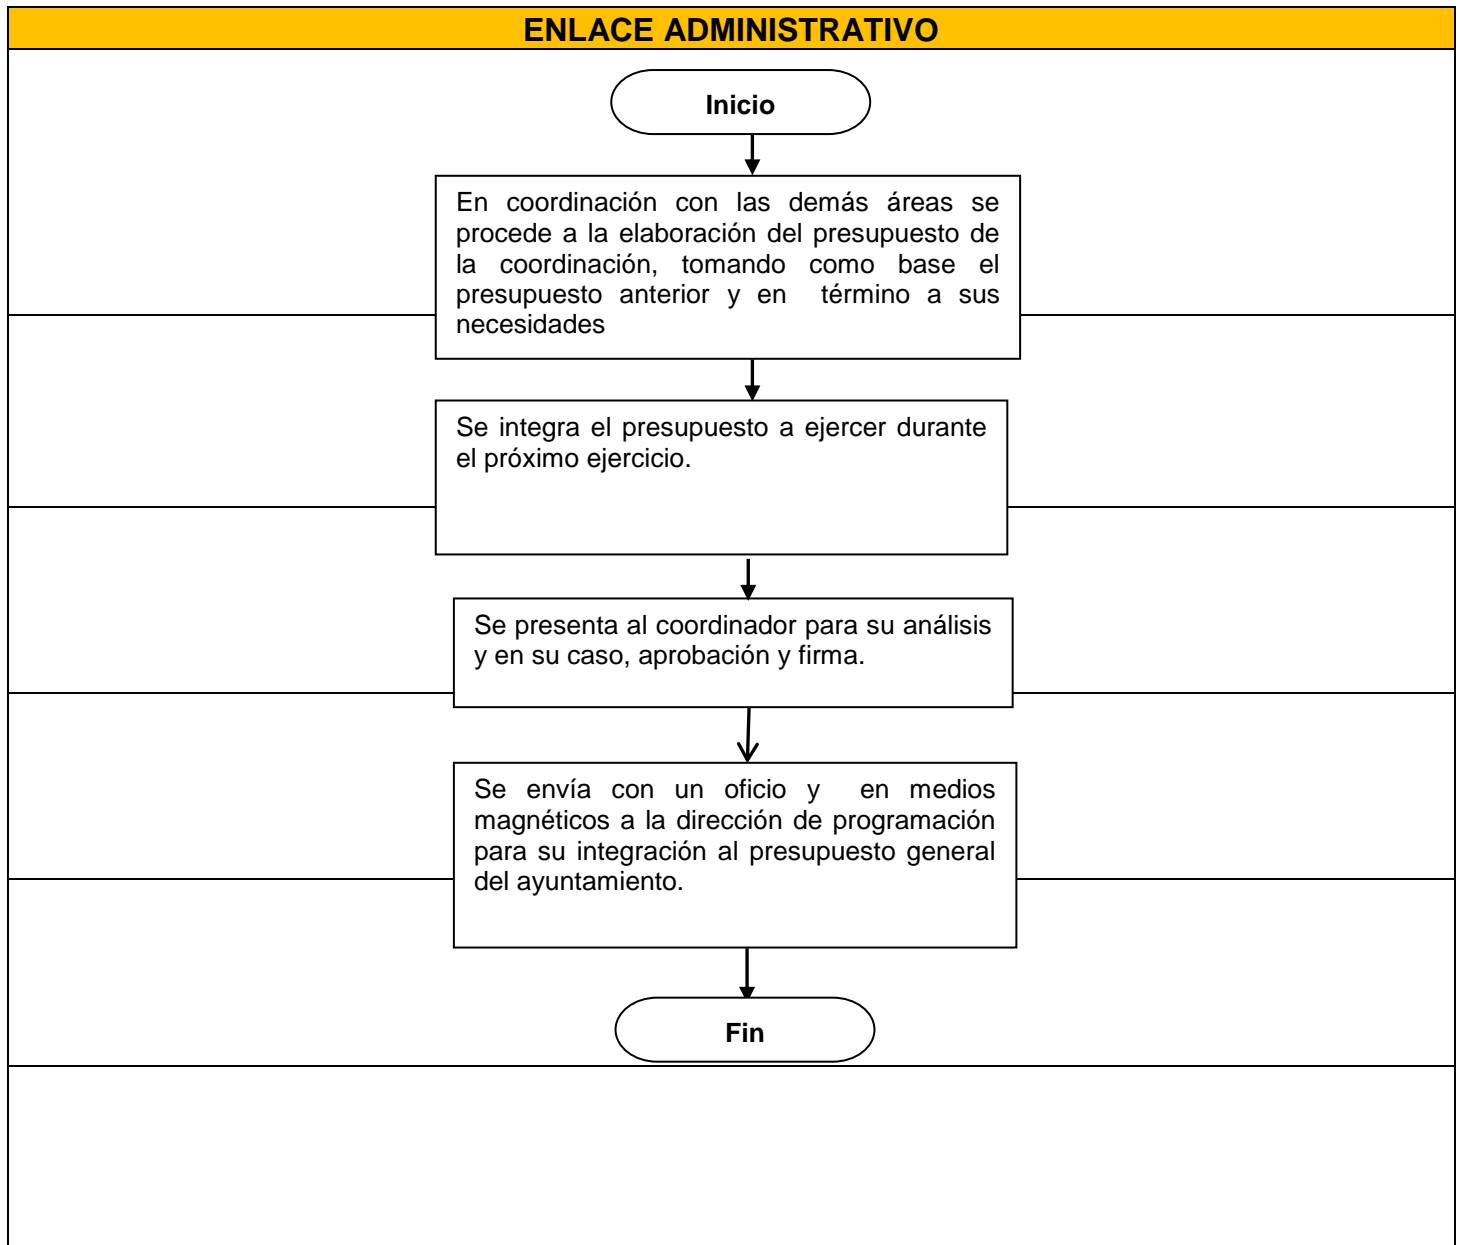 ENLACE ADMINISTRATIVO
Inicio
En coordinación con las demás áreas se
procede a la elaboración del presupuesto de
la coordinación, tomando como base el
presupuesto anterior y en término a sus
necesidades
Se integra el presupuesto a ejercer durante
el próximo ejercicio.
Se presenta al coordinador para su análisis
y en su caso, aprobación y firma.
Se envía con un oficio y en medios
magnéticos a la dirección de programación
para su integración al presupuesto general
del ayuntamiento.
Fin